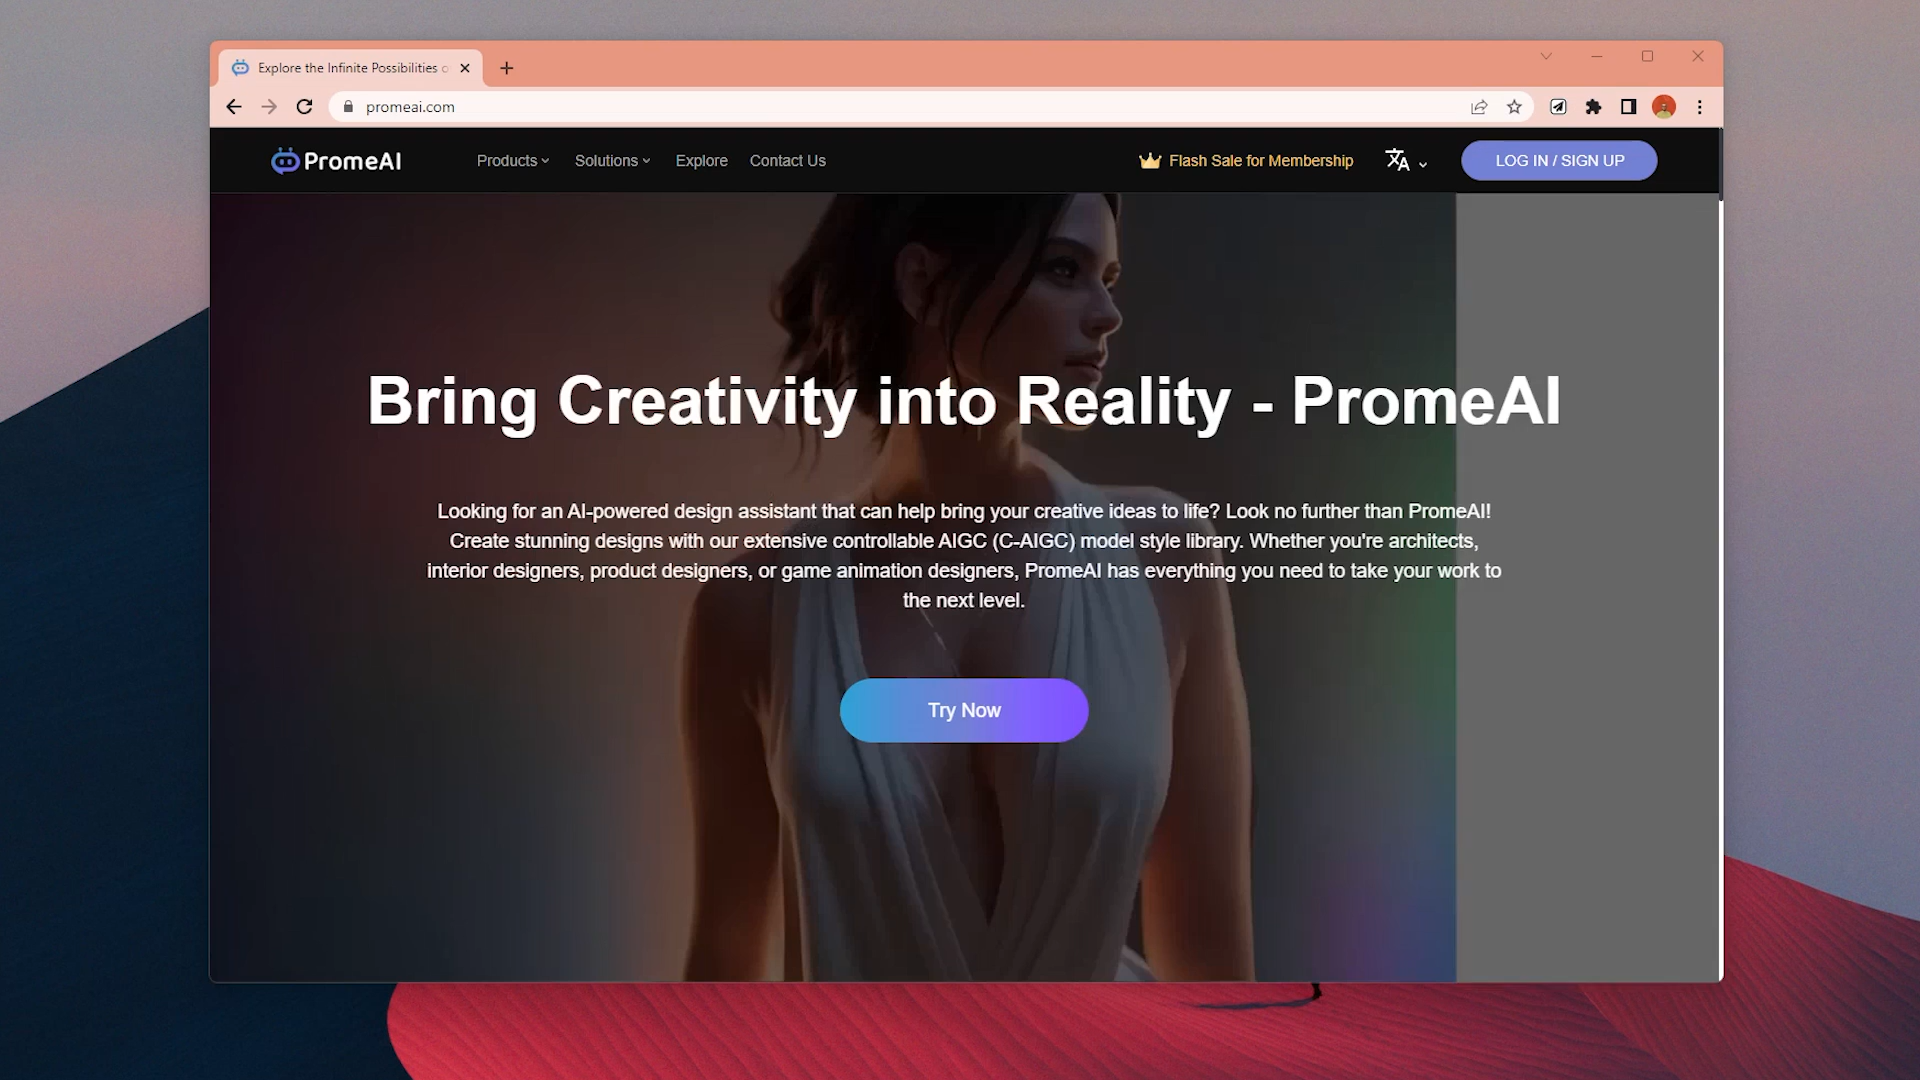 Explore the Infinite Possibilities o
promeai.com
PromeAI
Products
Solutions
Explore
Contact Us
Flash Sale for Membership
LOG IN / SIGN UP
Bring Creativity into Reality - PromeAI
Looking for an AI-powered design assistant that can help bring your creative ideas to life? Look no further than PromeAI!
Create stunning designs with our extensive controllable AIGC (C-AIGC) model style library. Whether you're architects,
interior designers, product designers, or game animation designers, PromeAI has everything you need to take your work to
the next level.
Try Now